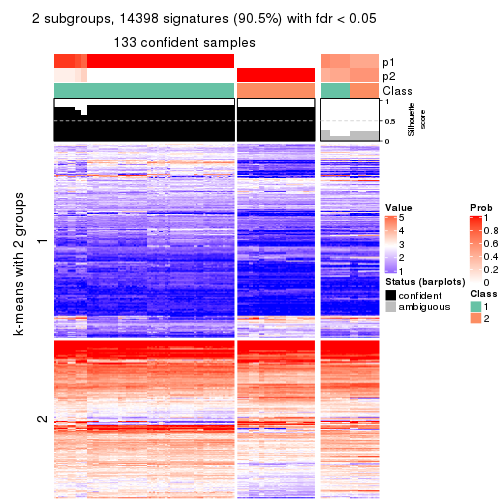 2 subgroups, 14398 signatures (90.5%) with fdr < 0.05
133 confident samples
p1
p2
Class
1
0.5
0
Silhouette
score
k-means with 2 groups
1
2
Value
5
4
3
2
1
Status (barplots)
confident
ambiguous
Prob
1
0.8
0.6
0.4
0.2
0
Class
1
2